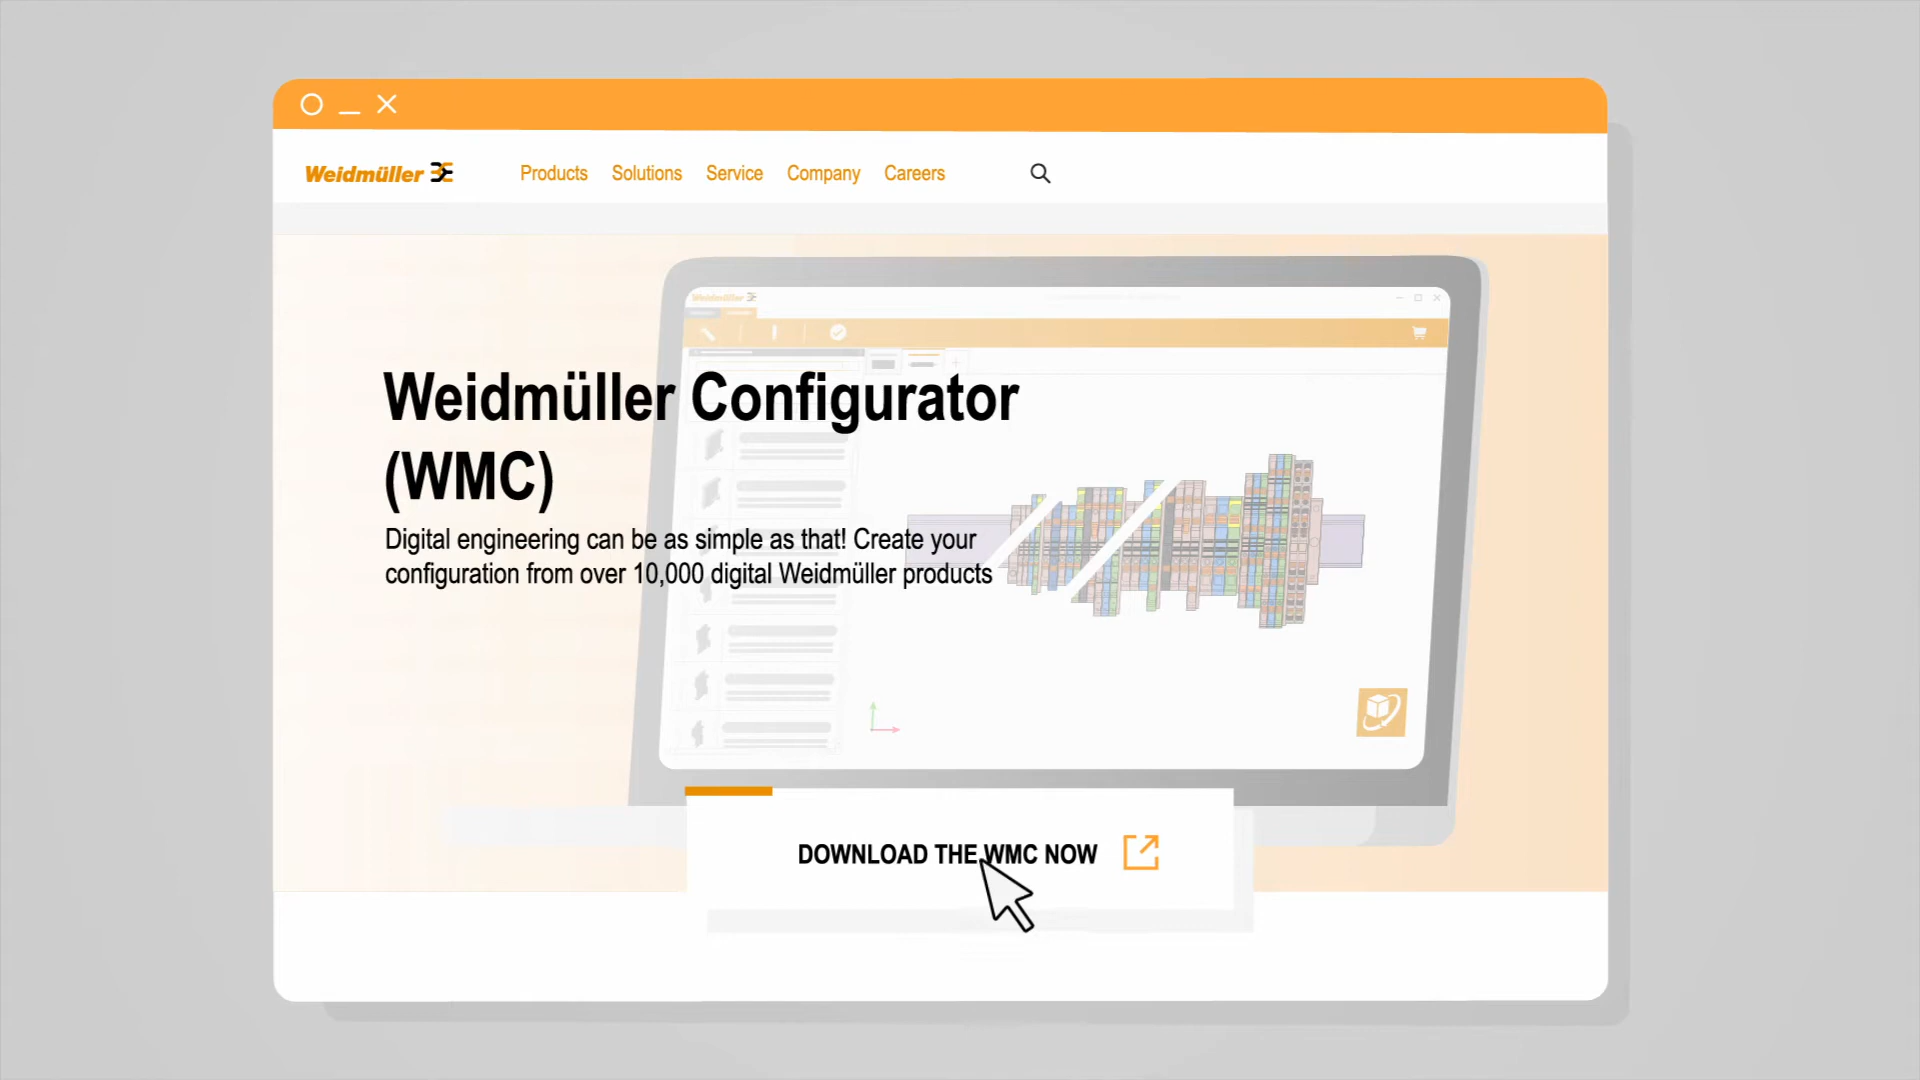 Weidmüller
Products Solutions Service Company Careers
Weidmüller
Weidmüller Configurator
(WMC)
Digital engineering can be as simple as that! Create your
configuration from over 10,000 digital Weidmüller products
DOWNLOAD THE WMC NOW